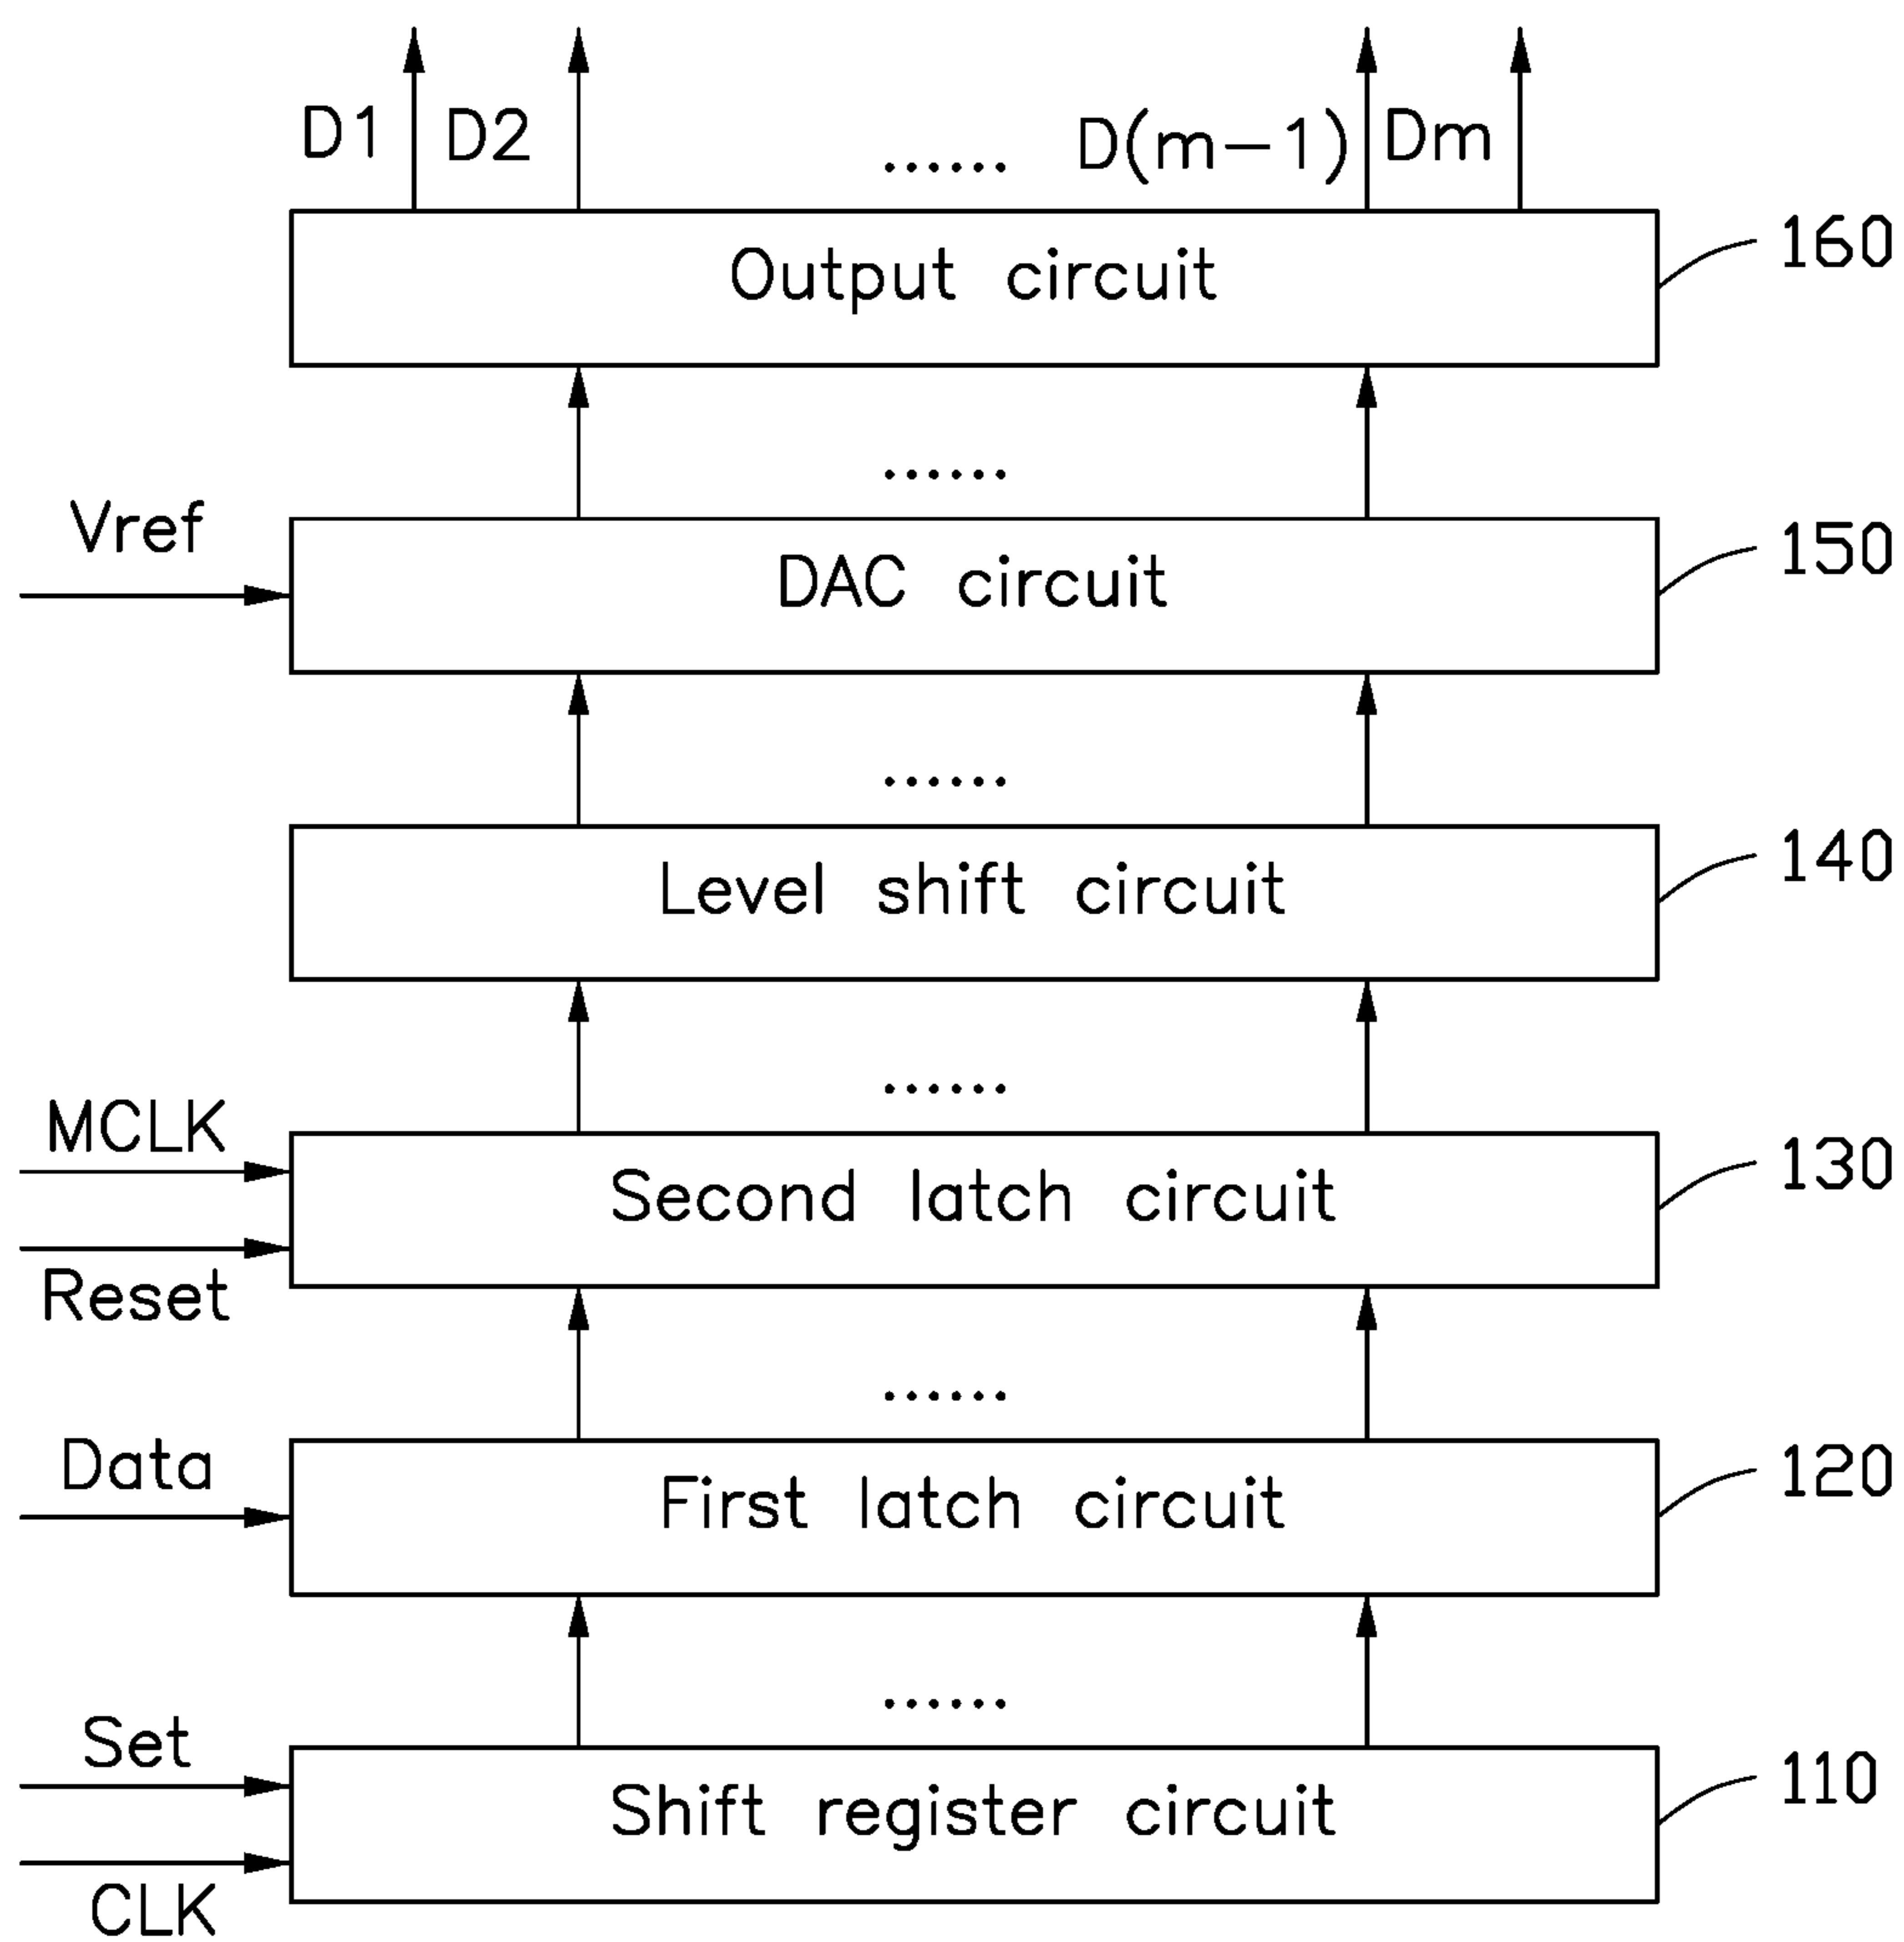 D1 D2 ...... D(m-1) Dm
Output circuit 160
......
Vref
DAC circuit 150
......
Level shift circuit 140
......
MCLK
Second latch circuit 130
Reset
......
Data
First latch circuit 120
......
Set
Shift register circuit 110
CLK